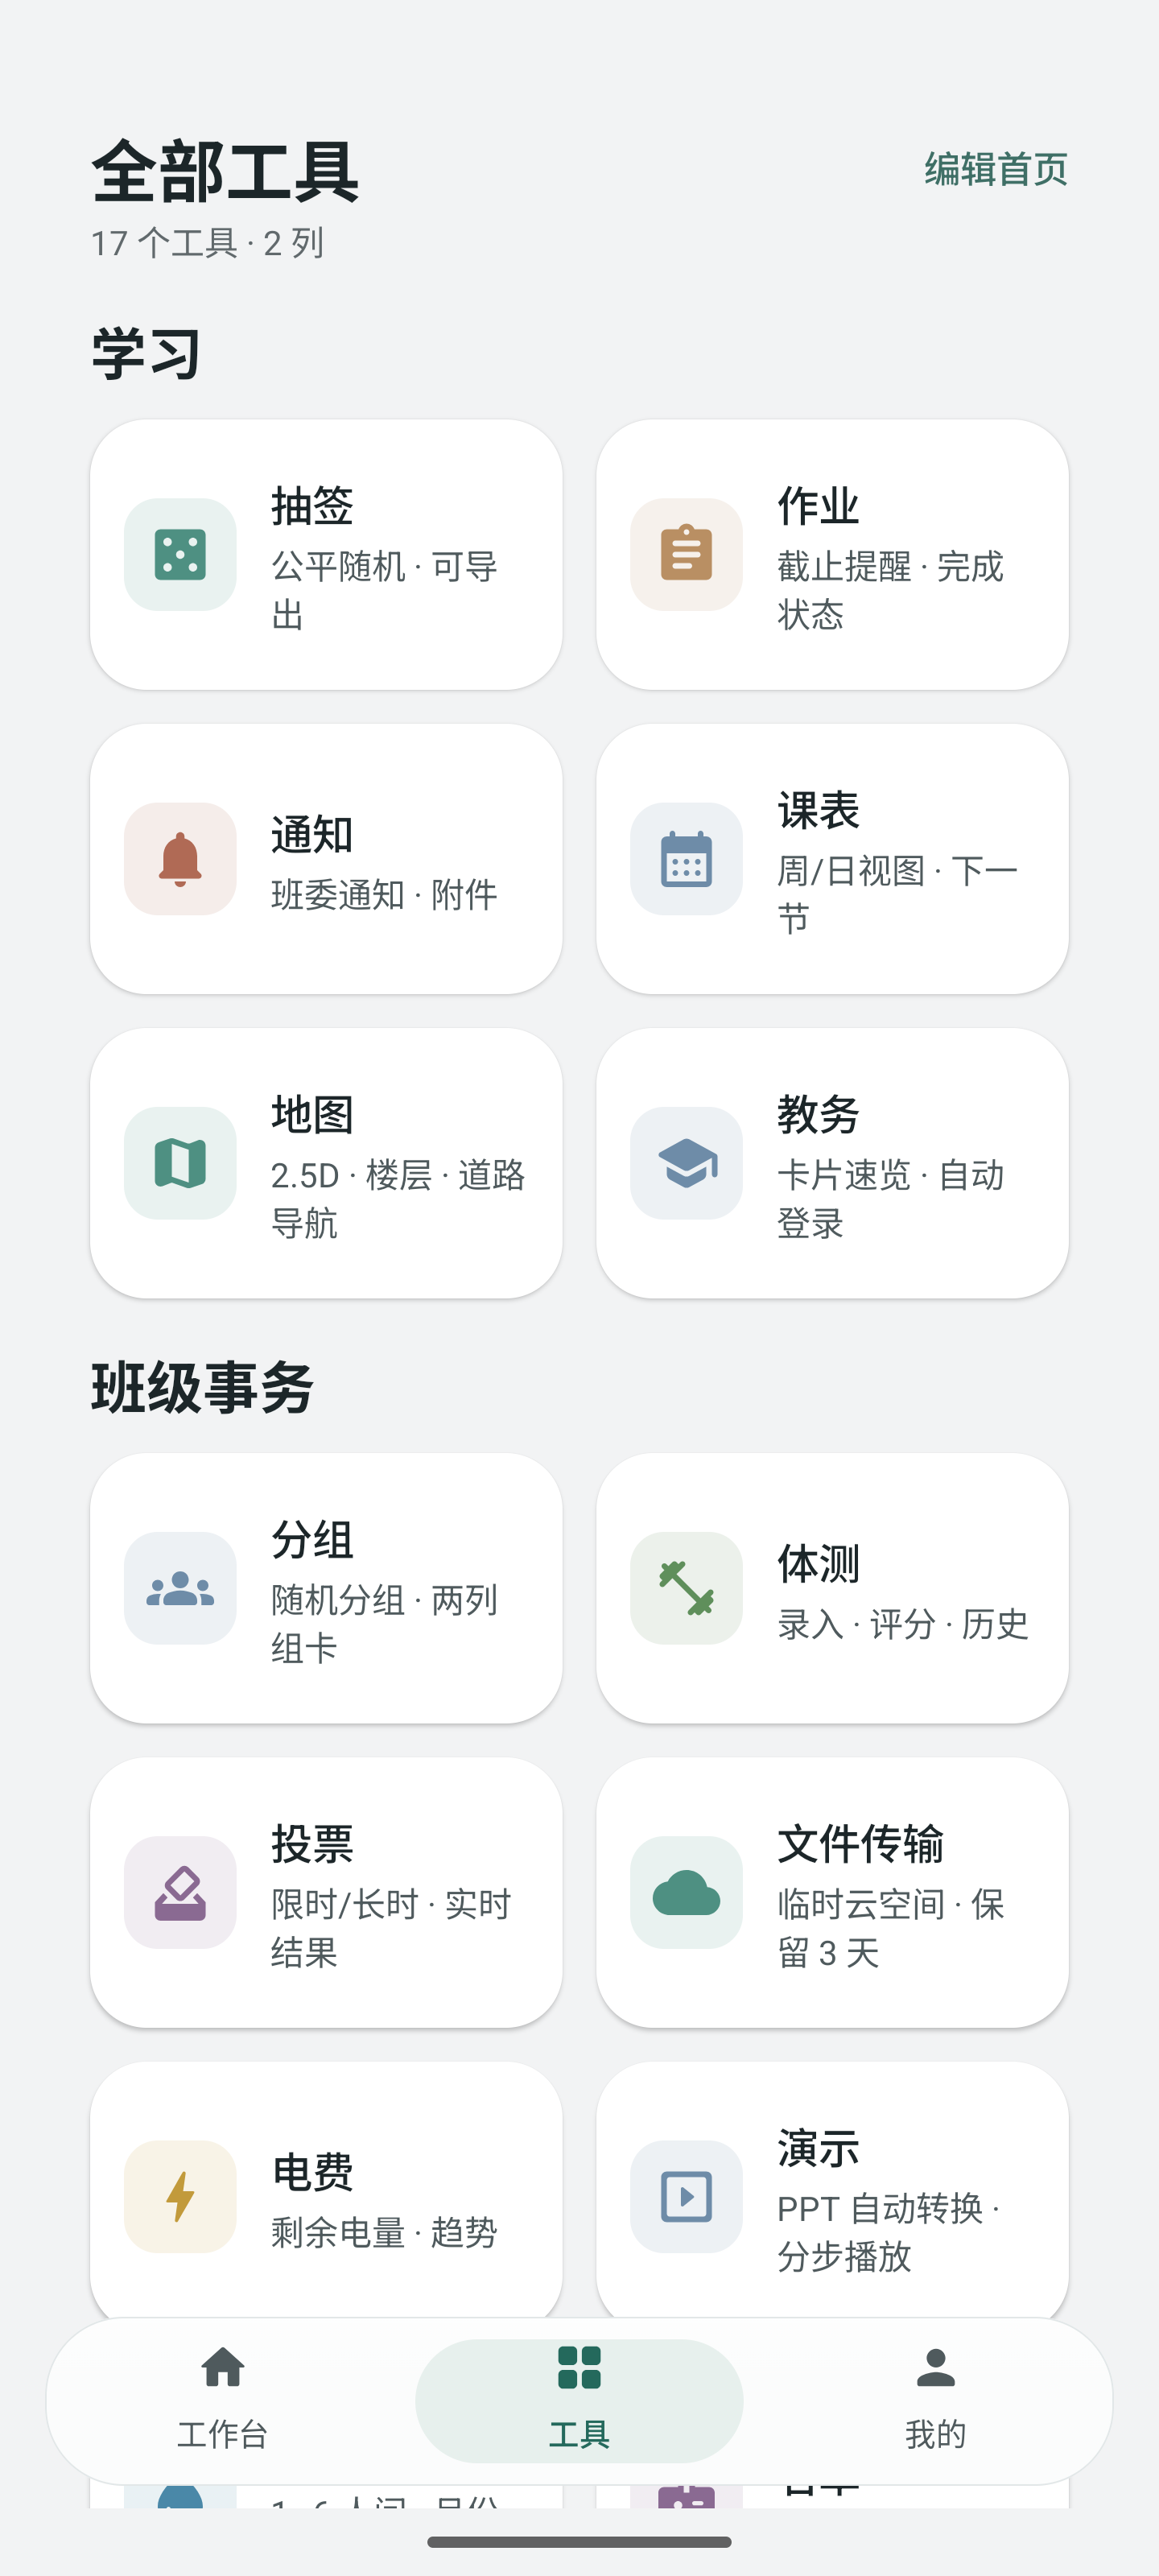 全部工具
编辑首页
17 个工具 · 2 列
学习
抽签
公平随机 · 可导
出
作业
截止提醒 · 完成
状态
通知
班委通知 · 附件
课表
周/日视图 · 下一
节
地图
2.5D · 楼层 · 道路
导航
教务
卡片速览 · 自动
登录
班级事务
分组
随机分组 · 两列
组卡
体测
录入 · 评分 · 历史
投票
限时/长时 · 实时
结果
文件传输
临时云空间 · 保
留 3 天
电费
剩余电量 · 趋势
演示
PPT 自动转换 ·
分步播放
工作台
工具
我的